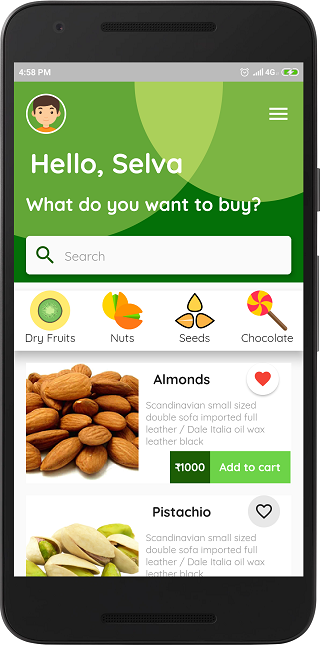 4:58 PM
4G
Hello, Selva
What do you want to buy?
Search
Dry Fruits
Nuts
Seeds
Chocolate
Almonds
Scandinavian small sized
double sofa imported full
leather / Dale Italia oil wax
leather black
₹1000
Add to cart
Pistachio
Scandinavian small sized
double sofa imported full
leather / Dale Italia oil wax
leather black